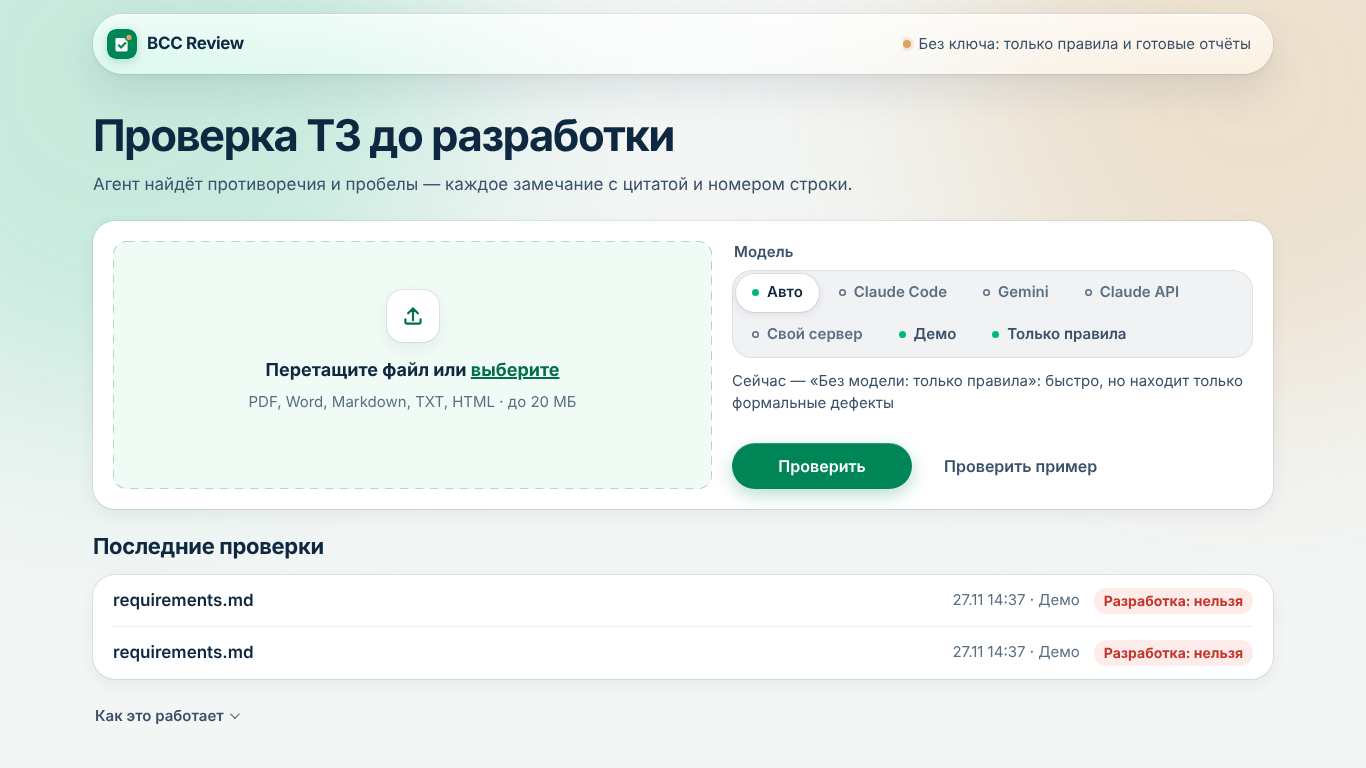 BCC Review
Без ключа: только правила и готовые отчёты
Проверка ТЗ до разработки
Агент найдёт противоречия и пробелы — каждое замечание с цитатой и номером строки.
Перетащите файл или выберите
PDF, Word, Markdown, TXT, HTML · до 20 МБ
Модель
Авто Claude Code Gemini Claude API
Свой сервер Демо Только правила
Сейчас — «Без модели: только правила»: быстро, но находит только
формальные дефекты
Проверить Проверить пример
Последние проверки
requirements.md 27.11 14:37 · Демо Разработка: нельзя
requirements.md 27.11 14:37 · Демо Разработка: нельзя
Как это работает